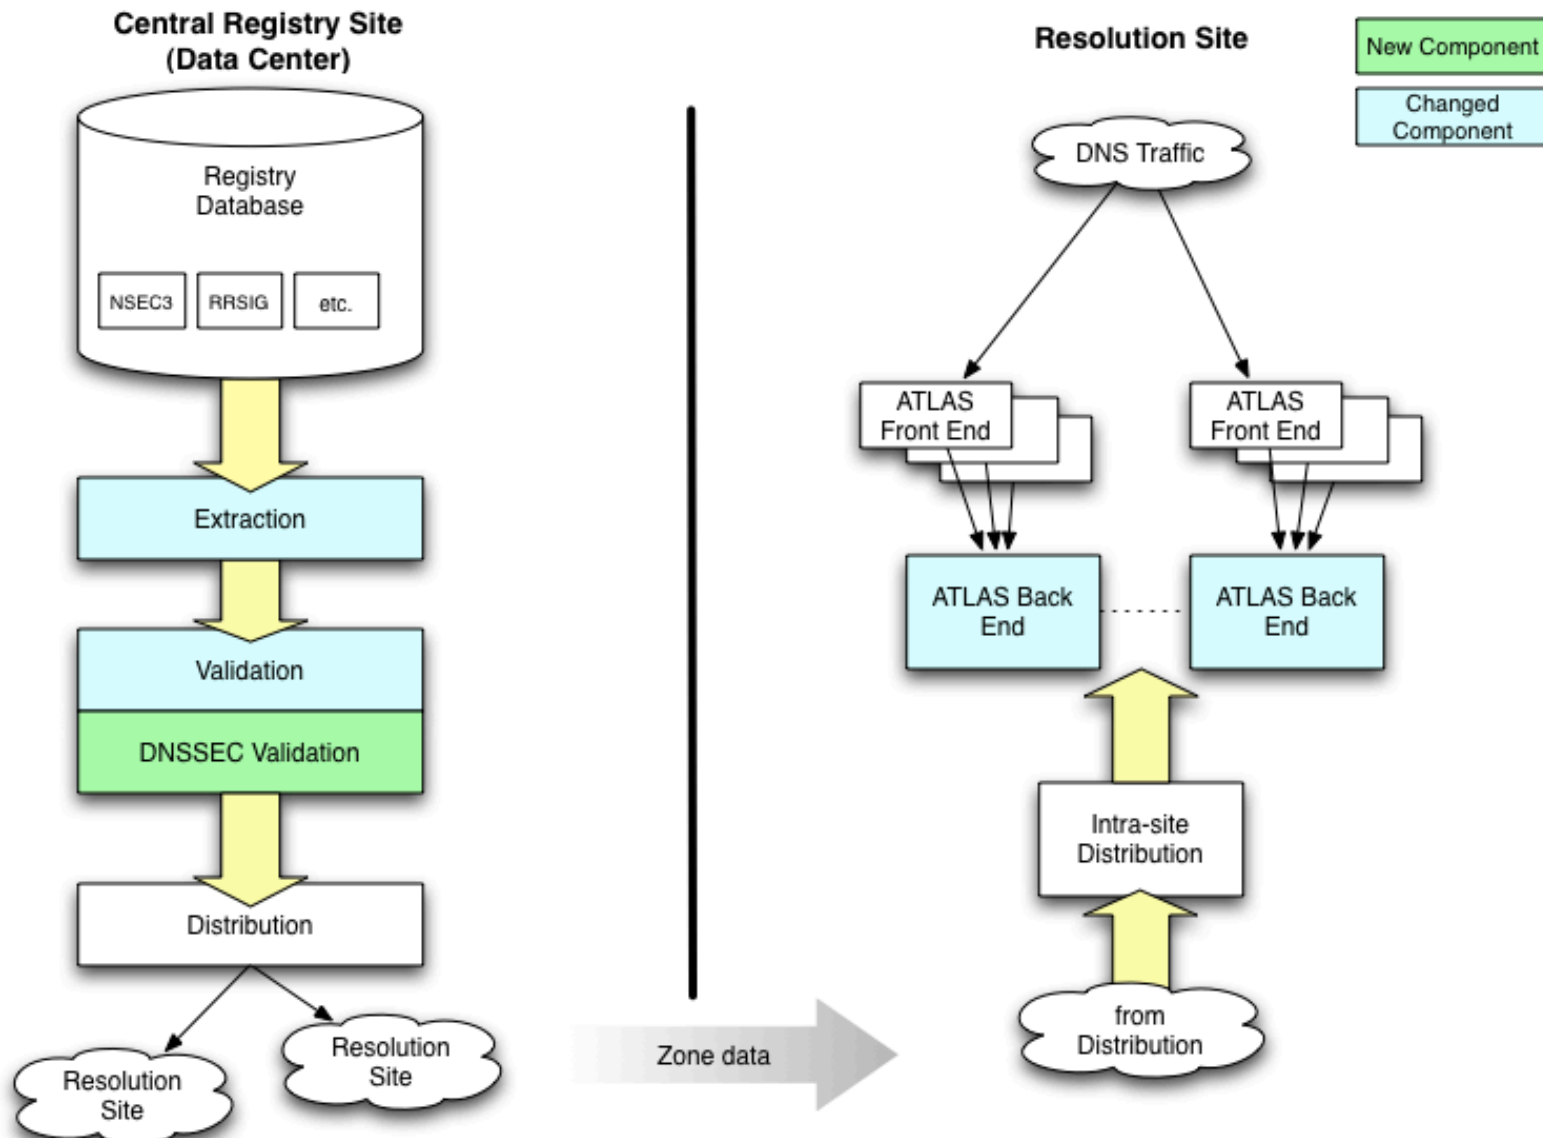 Central Registry Site
(Data Center)
Registry
Database
NSEC3
RRSIG
etc.
Extraction
Validation
DNSSEC Validation
Distribution
Resolution
Site
Resolution
Site
Zone data
Resolution Site
New Component
Changed
Component
DNS Traffic
ATLAS
Front End
ATLAS
Front End
ATLAS Back
End
ATLAS Back
End
Intra-site
Distribution
from
Distribution